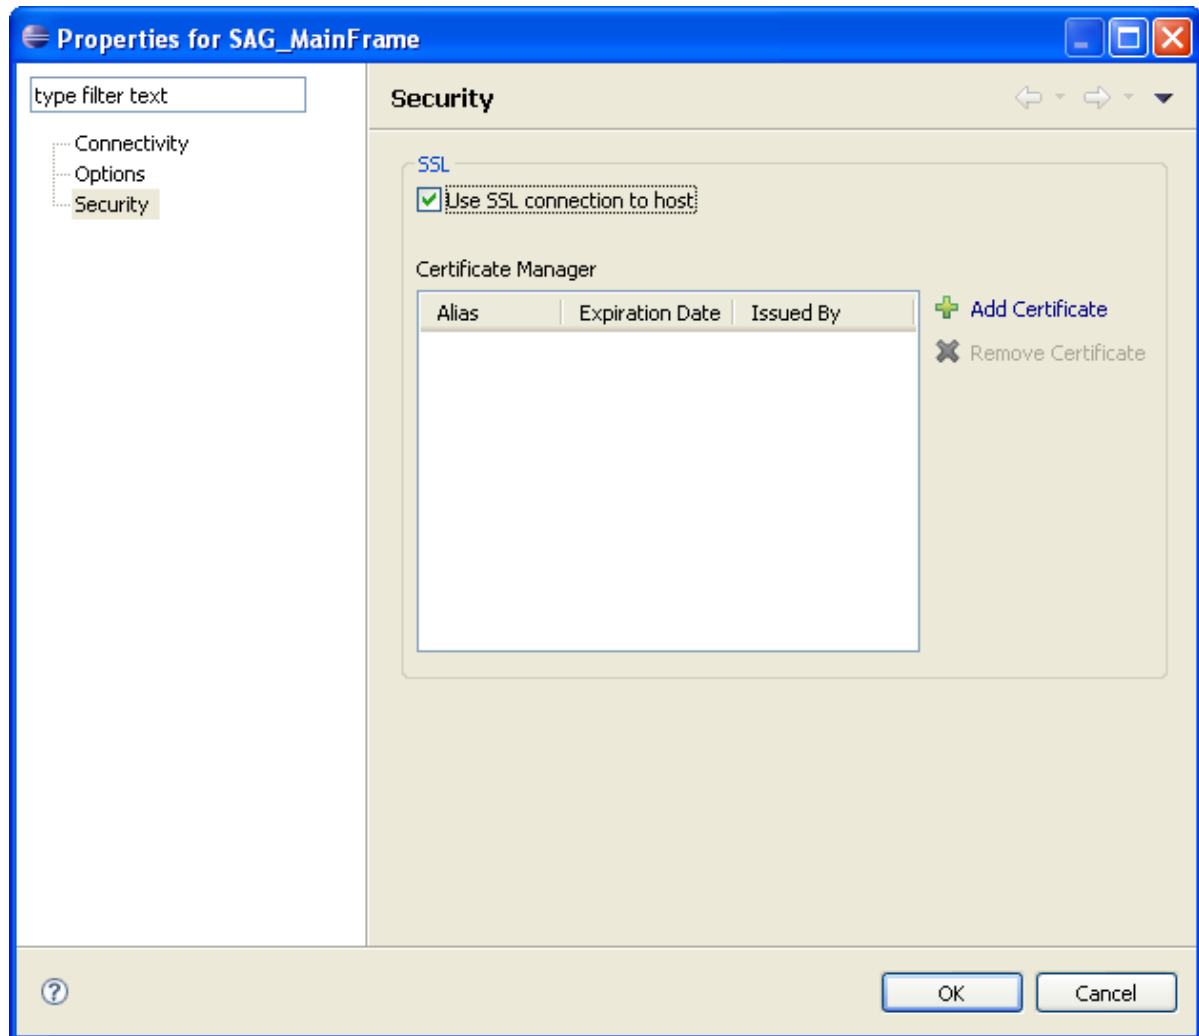 Properties for SAG_MainFrame
type filter text
Connectivity
Options
Security
Security
SSL
Use SSL connection to host
Certificate Manager
Alias Expiration Date Issued By
Add Certificate
Remove Certificate
?
OK Cancel